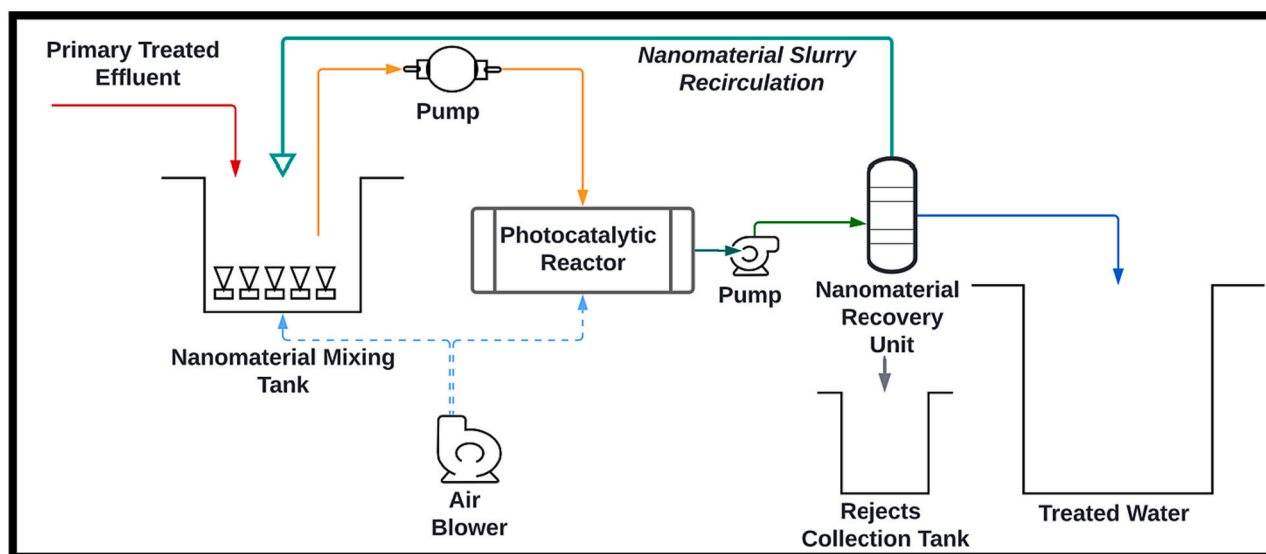 Primary Treated
Effluent
Pump
Nanomaterial Slurry
Recirculation
Photocatalytic
Reactor
Pump
Nanomaterial
Recovery
Unit
Nanomaterial Mixing
Tank
Air
Blower
Rejects
Collection Tank
Treated Water